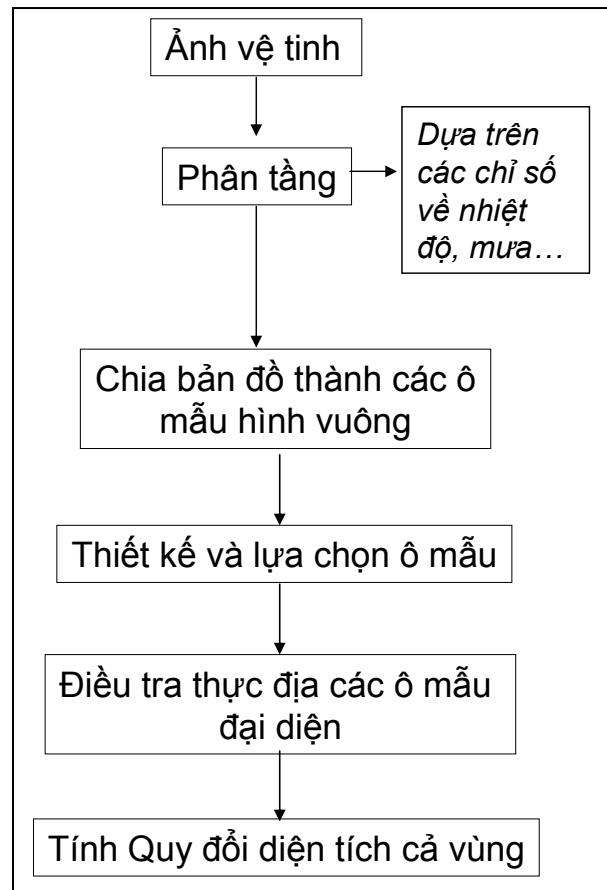 Ảnh vệ tinh
Phân tầng
Dựa trên
các chỉ số
về nhiệt
độ, mưa…
Chia bản đồ thành các ô
mẫu hình vuông
Thiết kế và lựa chọn ô mẫu
Điều tra thực địa các ô mẫu
đại diện
Tính Quy đổi diện tích cả vùng